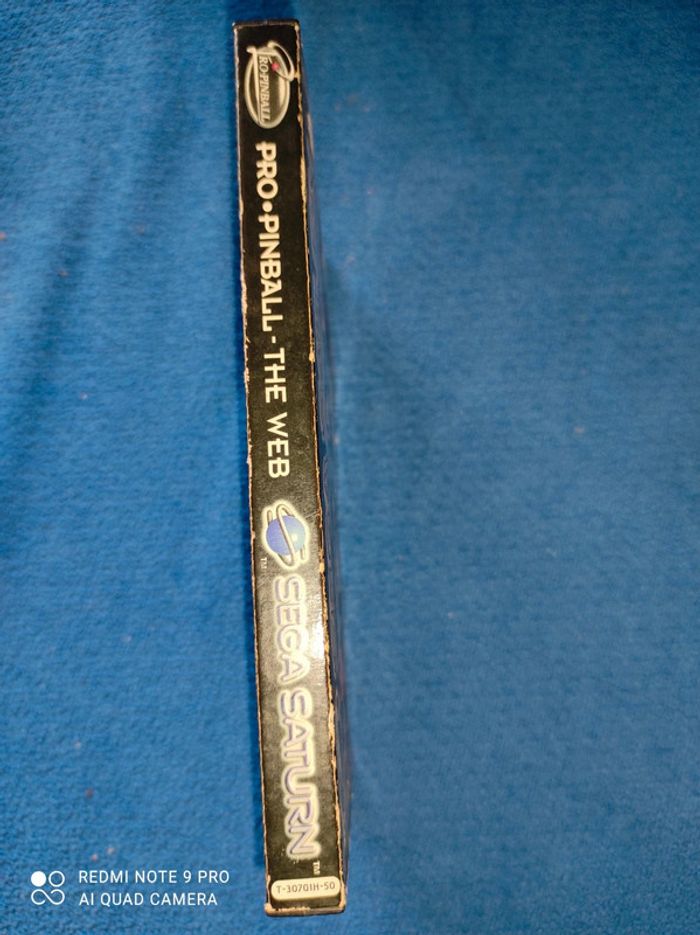 PRO·PINBALL
PRO•PINBALL - THE WEB
TM
SEGA SATURN
TM
T-30701H-50
REDMI NOTE 9 PRO
AI QUAD CAMERA